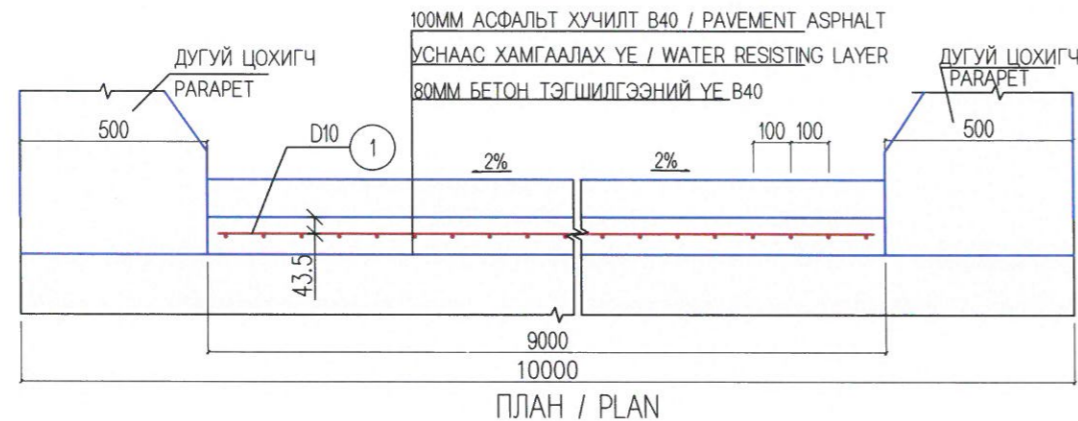 100ММ АСФАЛЬТ ХУЧИЛТ В40 / PAVEMENT ASPHALT
УСНААС ХАМГААЛАХ ҮЕ / WATER RESISTING LAYER
80ММ БЕТОН ТЭГШИЛГЭЭНИЙ ҮЕ В40
ДУГУЙ ЦОХИГЧ
PARAPET
ДУГУЙ ЦОХИГЧ
PARAPET
500
D10
1
2%
2%
100
100
500
43.5
9000
10000
ПЛАН / PLAN